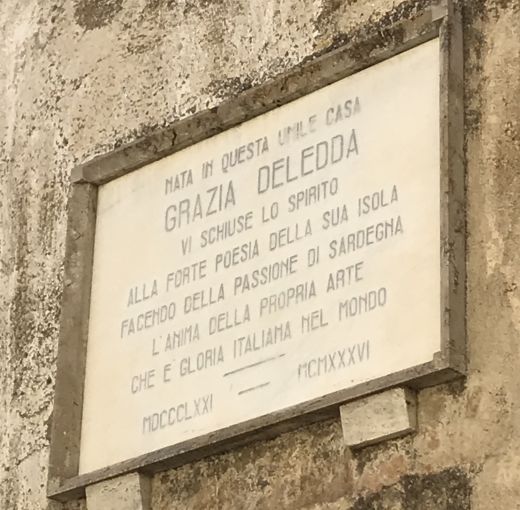 NATA IN QUESTA UMILE CASA
GRAZIA DELEDDA
VI SCHIUSE LO SPIRITO
ALLA FORTE POESIA DELLA SUA ISOLA
FACENDO DELLA PASSIONE DI SARDEGNA
L'ANIMA DELLA PROPRIA ARTE
CHE È GLORIA ITALIANA NEL MONDO
MDCCCLXXI MCMXXXVI